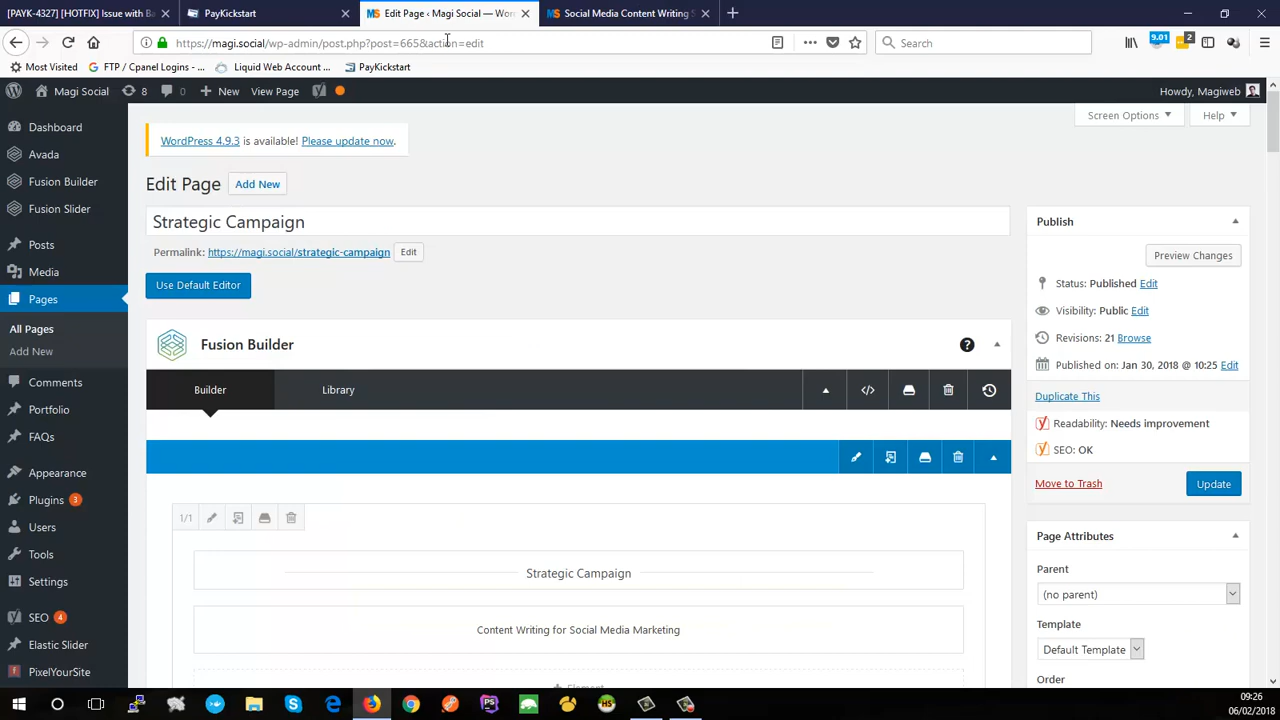 [PAYK-4327] [HOTFIX] Issue with Ba
PayKickstart
Edit Page ‹ Magi Social — Wor
Social Media Content Writing S
https://magi.social/wp-admin/post.php?post=665&action=edit
Search
9.01
2
Most Visited
FTP / Cpanel Logins - ...
Liquid Web Account ...
PayKickstart
Magi Social
8
0
New
View Page
Howdy, Magiweb
Screen Options
Help
Dashboard
Avada
Fusion Builder
Fusion Slider
Posts
Media
Pages
All Pages
Add New
Comments
Portfolio
FAQs
Appearance
Plugins 3
Users
Tools
Settings
SEO 4
Elastic Slider
PixelYourSite
WordPress 4.9.3 is available! Please update now.
Edit Page
Add New
Strategic Campaign
Permalink: https://magi.social/strategic-campaign
Edit
Use Default Editor
Fusion Builder
?
Builder
Library
1/1
Strategic Campaign
Content Writing for Social Media Marketing
Element
Publish
Preview Changes
Status: Published Edit
Visibility: Public Edit
Revisions: 21 Browse
Published on: Jan 30, 2018 @ 10:25 Edit
Duplicate This
Readability: Needs improvement
SEO: OK
Move to Trash
Update
Page Attributes
Parent
(no parent)
Template
Default Template
Order
09:26
06/02/2018